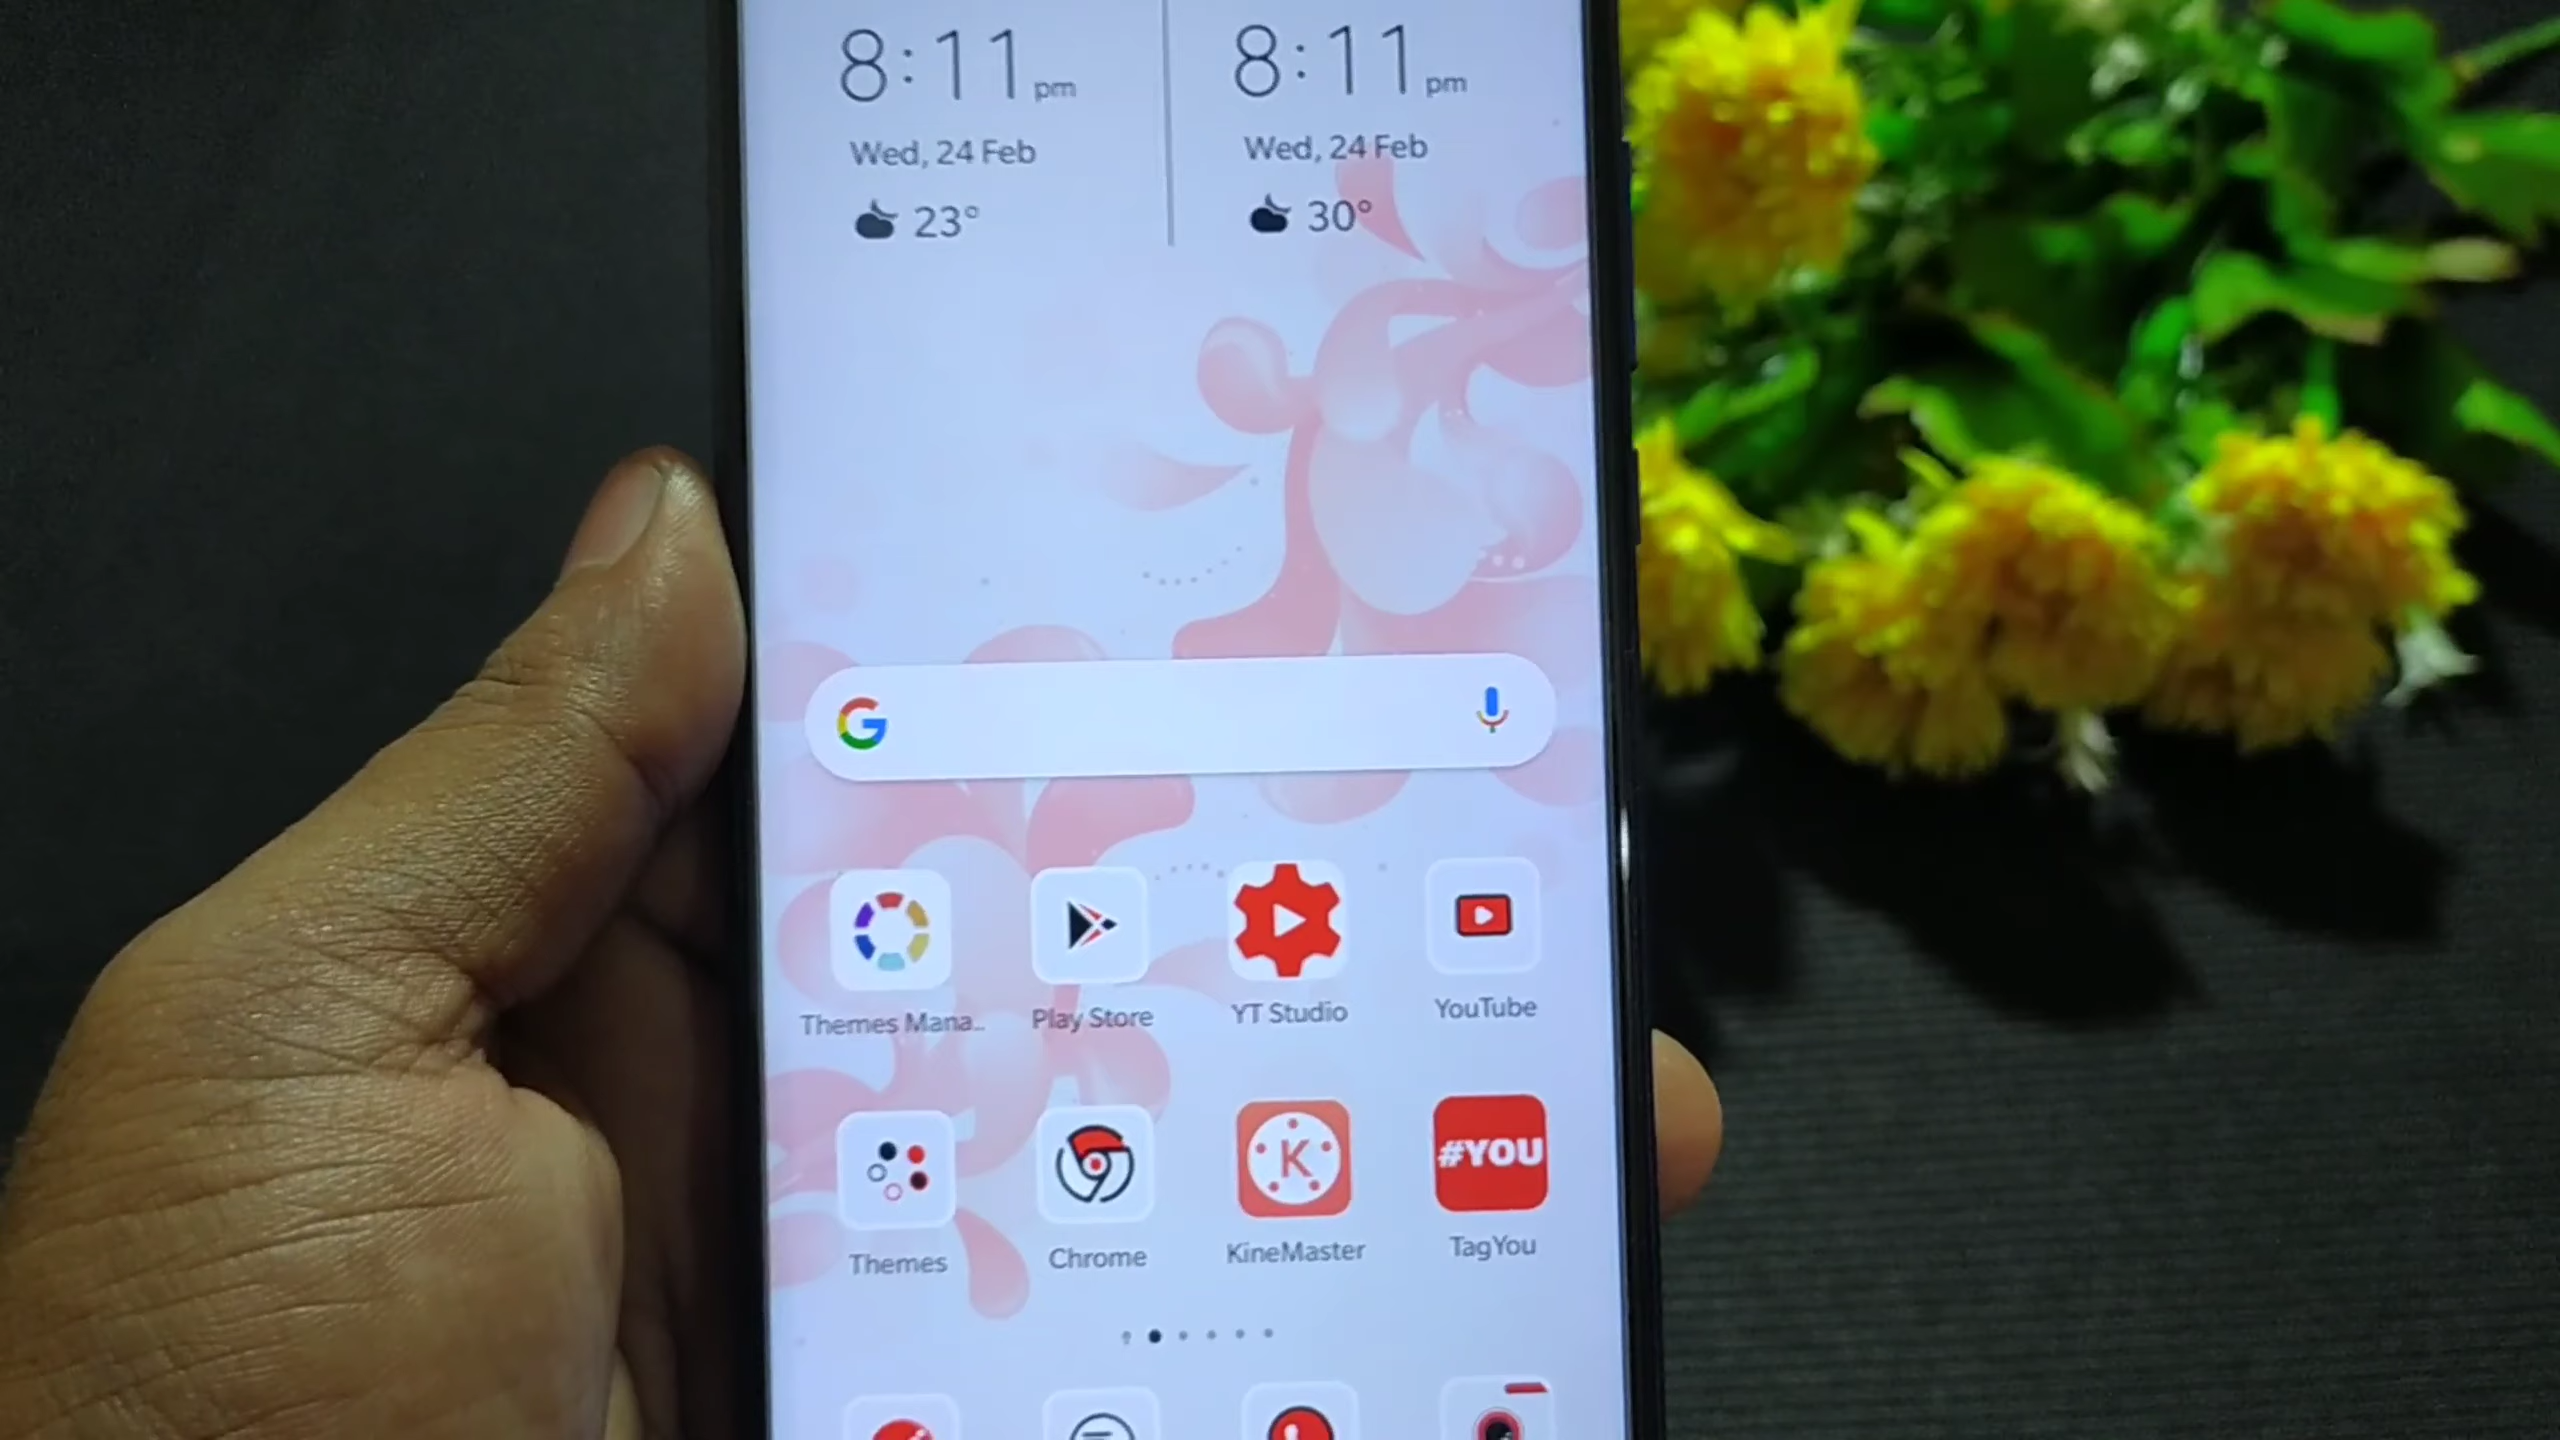 8:11 pm
8:11 pm
Wed, 24 Feb
Wed, 24 Feb
23°
30°
Themes Mana..
Play Store
YT Studio
YouTube
K
#YOU
Themes
Chrome
KineMaster
TagYou